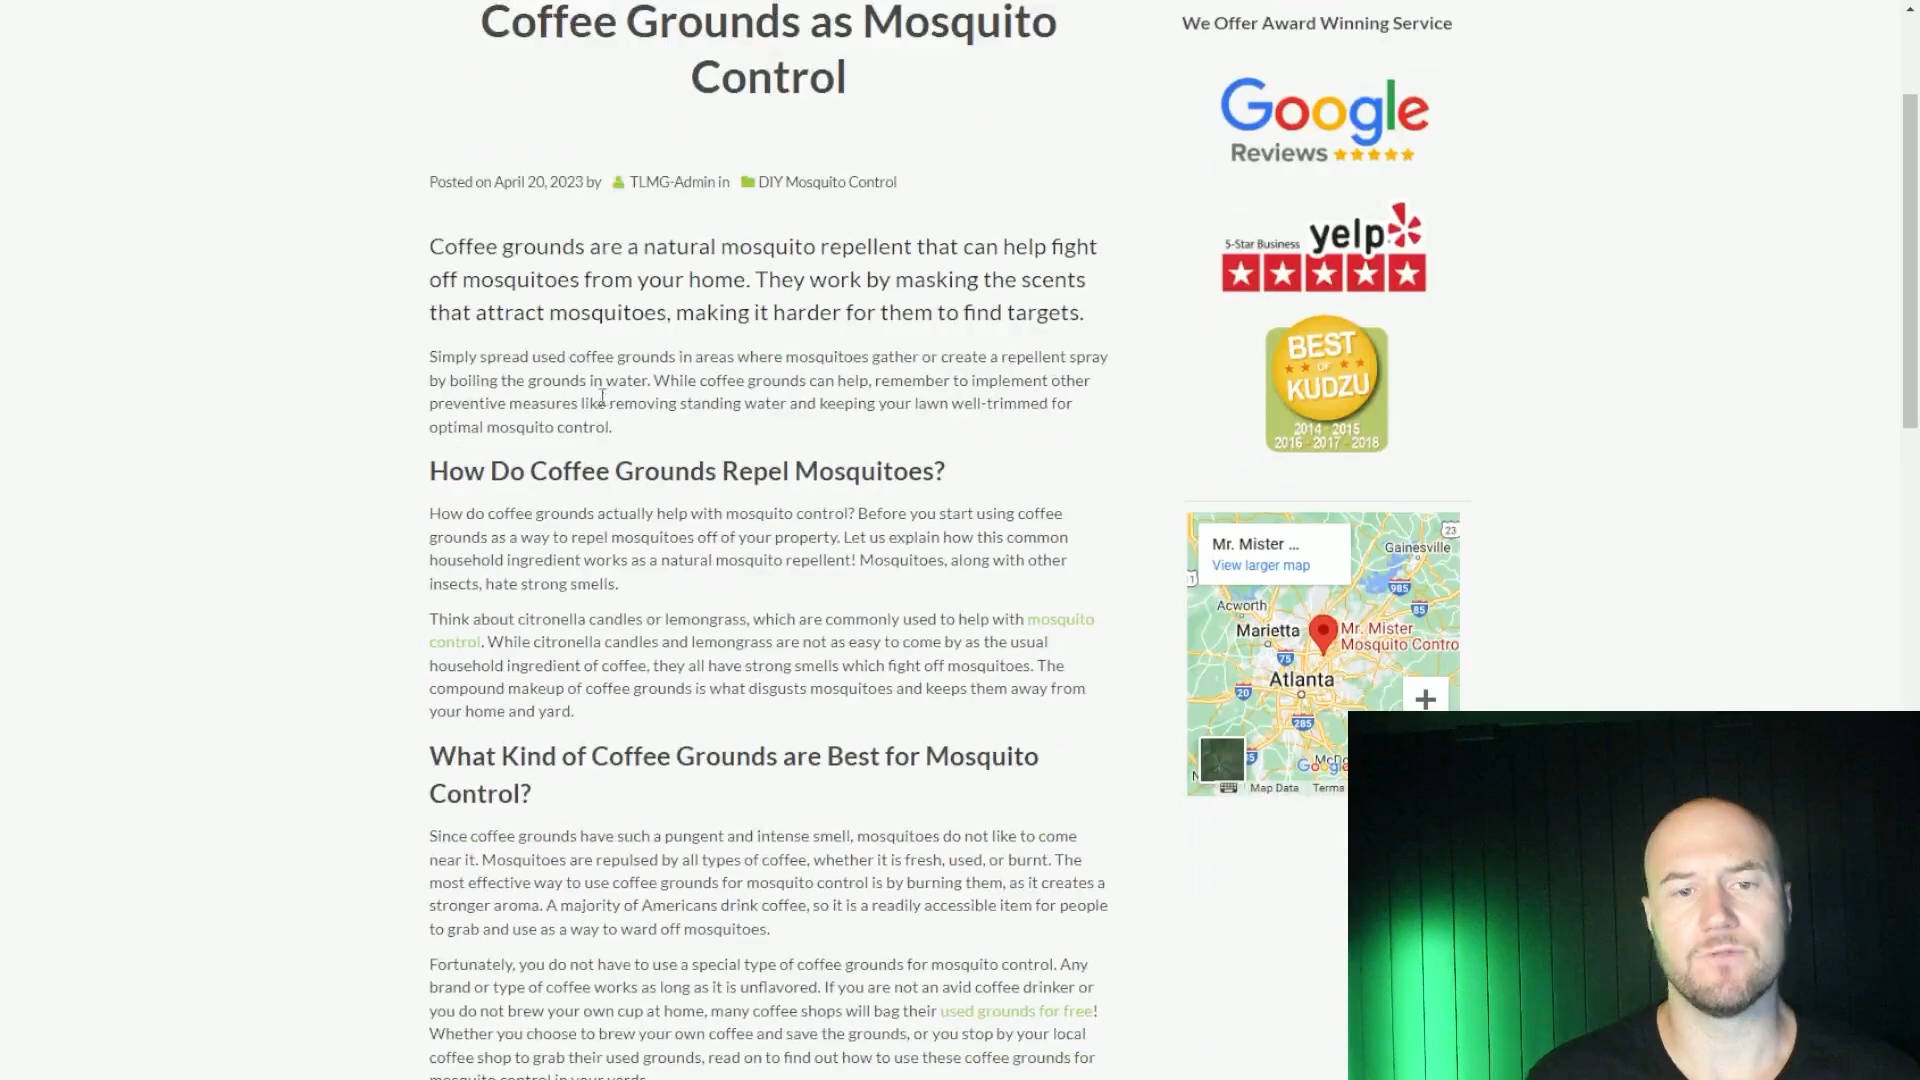 Coffee Grounds as Mosquito
Control
Posted on April 20, 2023 by TLMG-Admin in DIY Mosquito Control
Coffee grounds are a natural mosquito repellent that can help fight
off mosquitoes from your home. They work by masking the scents
that attract mosquitoes, making it harder for them to find targets.
Simply spread used coffee grounds in areas where mosquitoes gather or create a repellent spray
by boiling the grounds in water. While coffee grounds can help, remember to implement other
preventive measures like removing standing water and keeping your lawn well-trimmed for
optimal mosquito control.
How Do Coffee Grounds Repel Mosquitoes?
How do coffee grounds actually help with mosquito control? Before you start using coffee
grounds as a way to repel mosquitoes off of your property. Let us explain how this common
household ingredient works as a natural mosquito repellent! Mosquitoes, along with other
insects, hate strong smells.
Think about citronella candles or lemongrass, which are commonly used to help with mosquito
control. While citronella candles and lemongrass are not as easy to come by as the usual
household ingredient of coffee, they all have strong smells which fight off mosquitoes. The
compound makeup of coffee grounds is what disgusts mosquitoes and keeps them away from
your home and yard.
What Kind of Coffee Grounds are Best for Mosquito
Control?
Since coffee grounds have such a pungent and intense smell, mosquitoes do not like to come
near it. Mosquitoes are repulsed by all types of coffee, whether it is fresh, used, or burnt. The
most effective way to use coffee grounds for mosquito control is by burning them, as it creates a
stronger aroma. A majority of Americans drink coffee, so it is a readily accessible item for people
to grab and use as a way to ward off mosquitoes.
Fortunately, you do not have to use a special type of coffee grounds for mosquito control. Any
brand or type of coffee works as long as it is unflavored. If you are not an avid coffee drinker or
you do not brew your own cup at home, many coffee shops will bag their used grounds for free!
Whether you choose to brew your own coffee and save the grounds, or you stop by your local
coffee shop to grab their used grounds, read on to find out how to use these coffee grounds for
mosquito control in your yards.
We Offer Award Winning Service
Google
Reviews
5-Star Business yelp
BEST
OF
KUDZU
2014 - 2015
2016 - 2017 - 2018
Mr. Mister ...
View larger map
23
Gainesville
985
85
Acworth
Marietta
Mr. Mister
Mosquito Contro
75
20
Atlanta
285
McD
Google
Map Data Terms